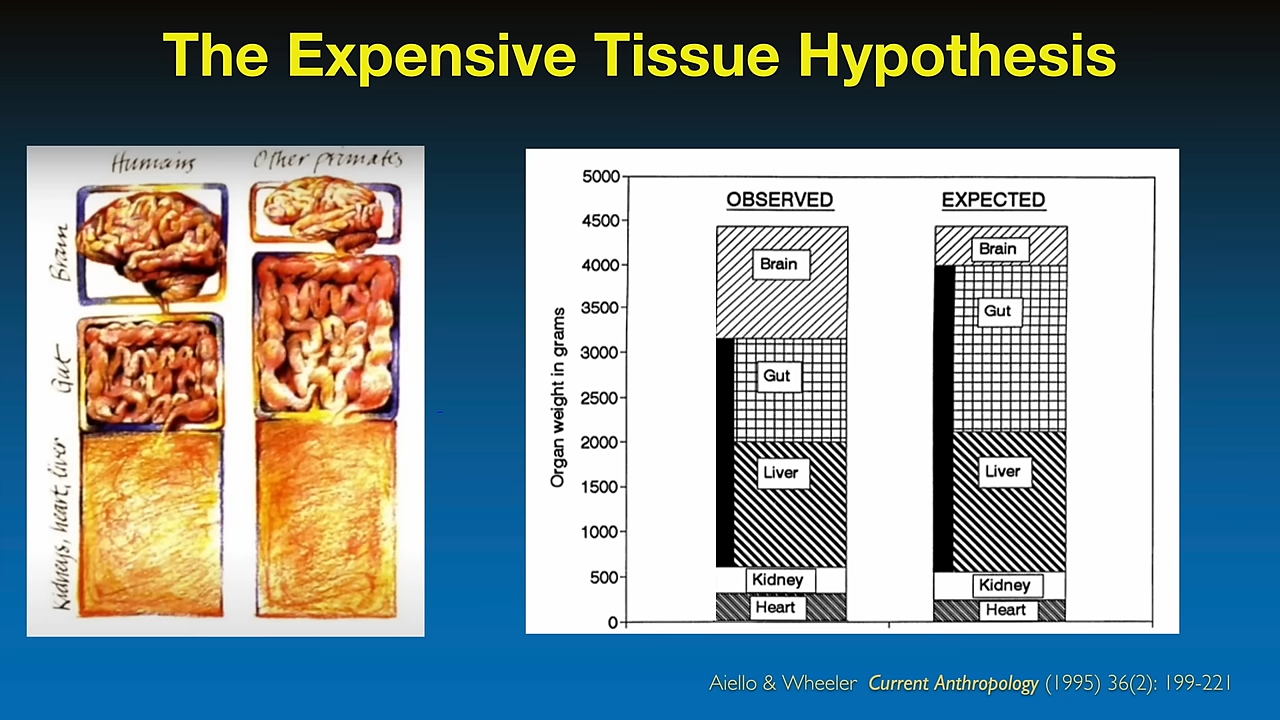 The Expensive Tissue Hypothesis
Humans
Other primates
Brain
Gut
Kidneys, heart, liver
Organ weight in grams
5000
4500
4000
3500
3000
2500
2000
1500
1000
500
0
OBSERVED
Brain
Gut
Liver
Kidney
Heart
EXPECTED
Brain
Gut
Liver
Kidney
Heart
Aiello & Wheeler Current Anthropology (1995) 36(2): 199-221